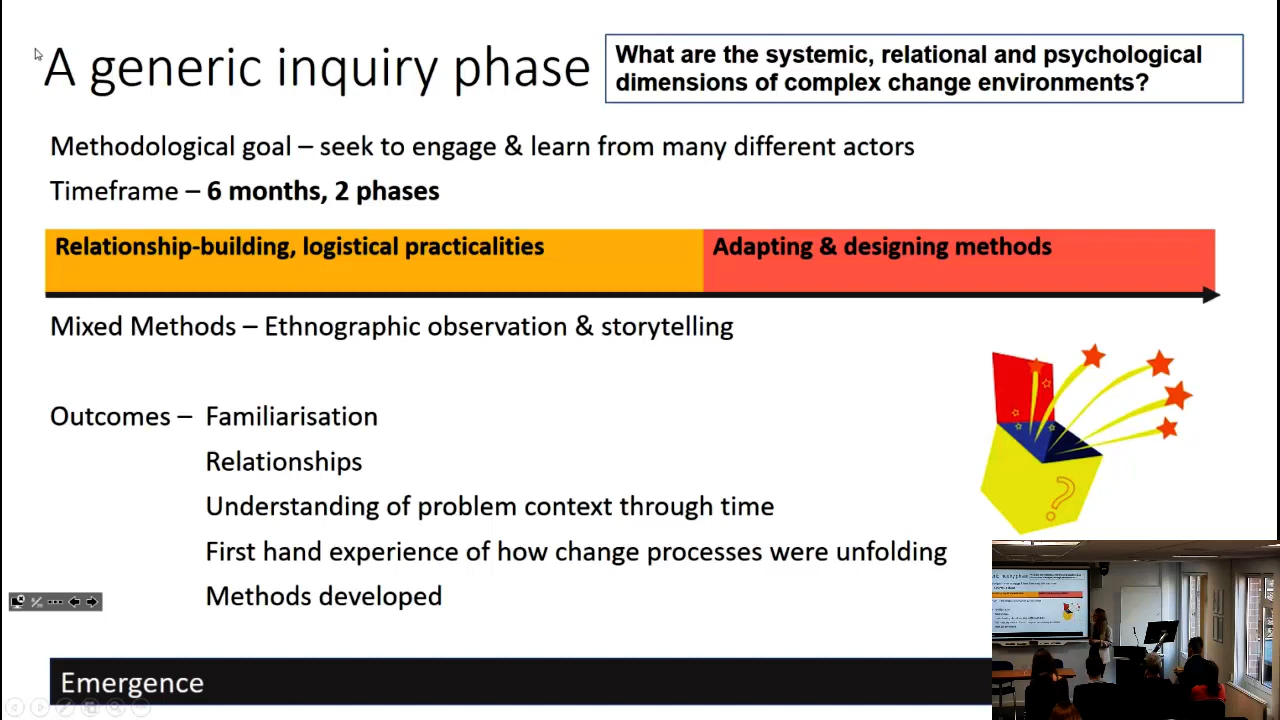 A generic inquiry phase
What are the systemic, relational and psychological
dimensions of complex change environments?
Methodological goal – seek to engage & learn from many different actors
Timeframe – 6 months, 2 phases
Relationship-building, logistical practicalities
Adapting & designing methods
Mixed Methods – Ethnographic observation & storytelling
Outcomes – Familiarisation
Relationships
Understanding of problem context through time
First hand experience of how change processes were unfolding
Methods developed
?
Emergence